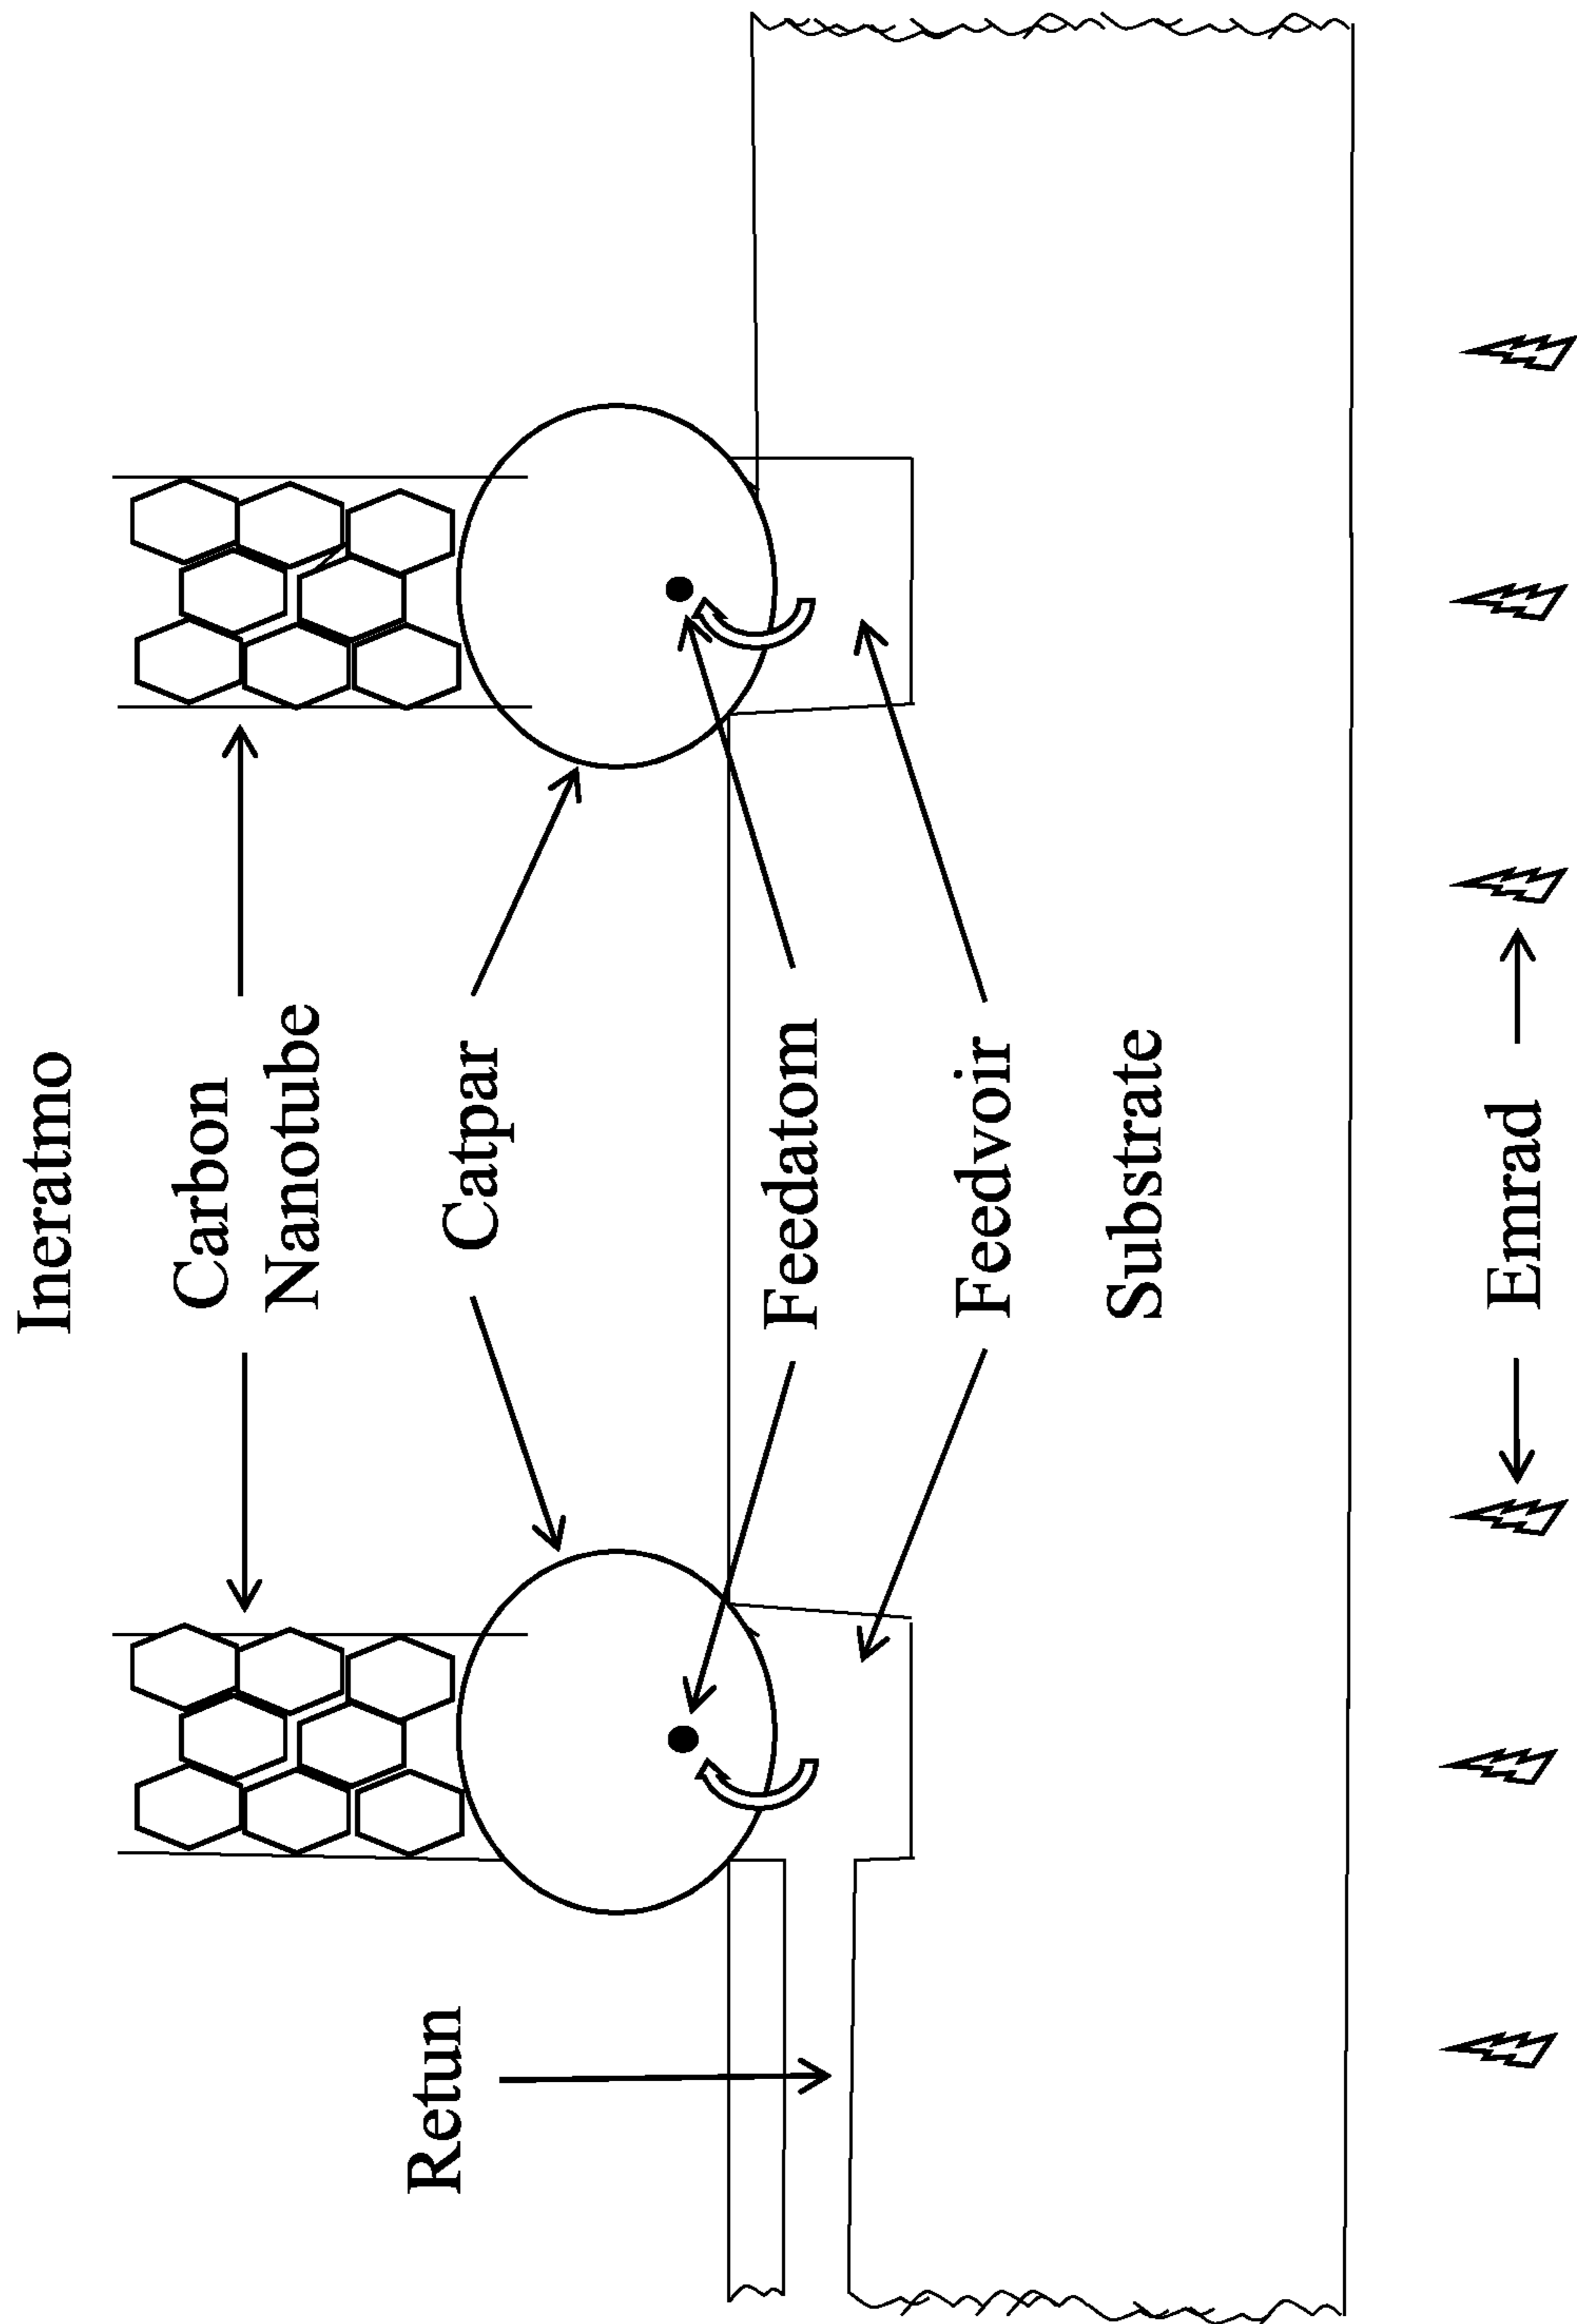 Ineratmo
Carbon
Nanotube
Retun
Catpar
Feedatom
Feedvoir
Substrate
Emrad